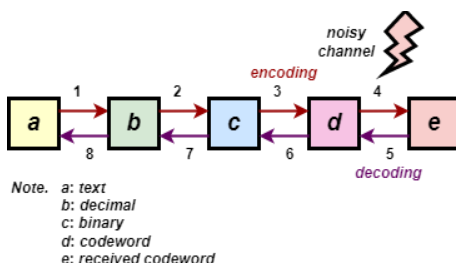 noisy
channel
encoding
1 2 3 4
a b c d e
8 7 6 5
decoding
Note. a: text
b: decimal
c: binary
d: codeword
e: received codeword